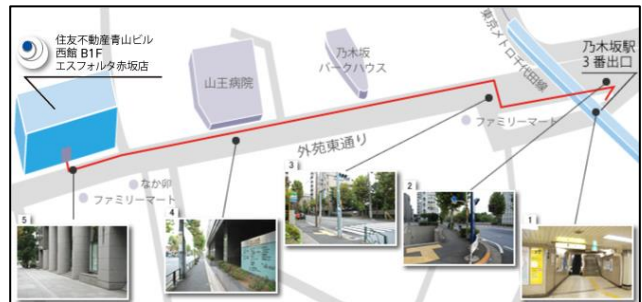 住友不動産青山ビル
西館 B1F
エスフォルタ赤坂店
山王病院
乃木坂
パークハウス
東京メトロ千代田線
乃木坂駅
3 番出口
外苑東通り
ファミリーマート
なか卯
ファミリーマート
5
4
3
2
1